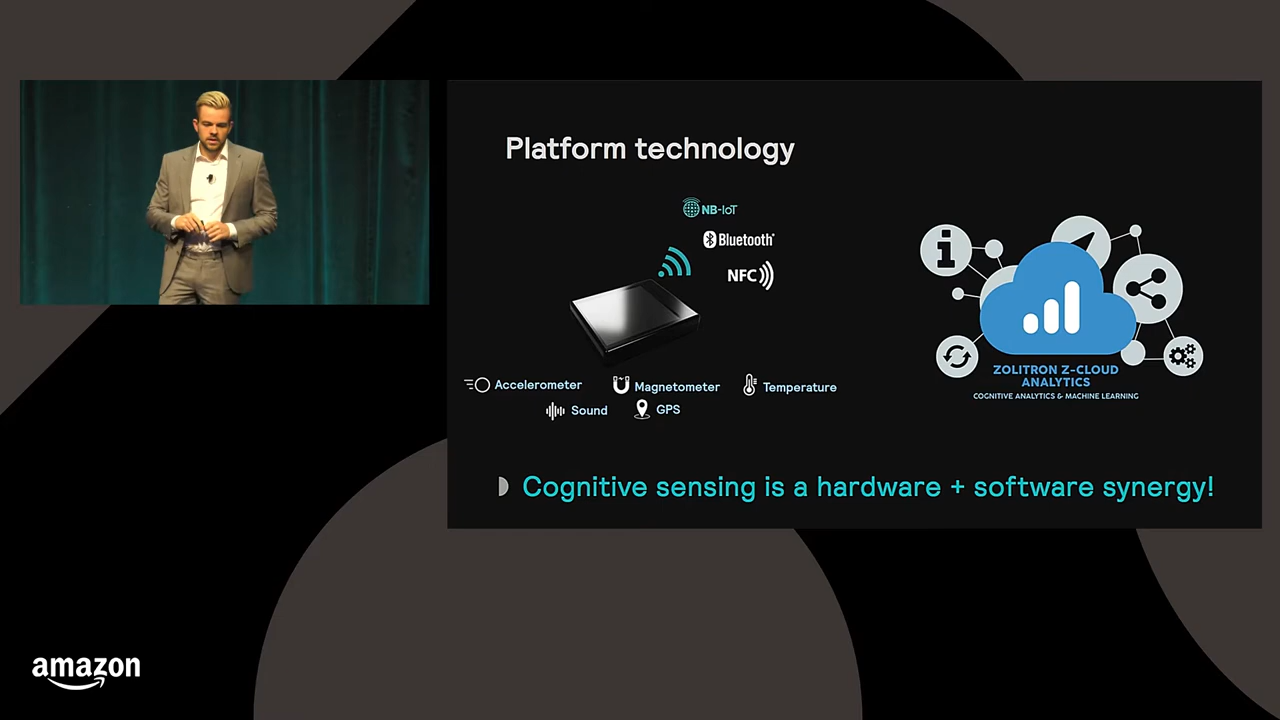 Platform technology
NB-IoT
Bluetooth®
NFC
Accelerometer
Magnetometer
Temperature
Sound
GPS
ZOLITRON Z-CLOUD
ANALYTICS
COGNITIVE ANALYTICS & MACHINE LEARNING
Cognitive sensing is a hardware + software synergy!
amazon